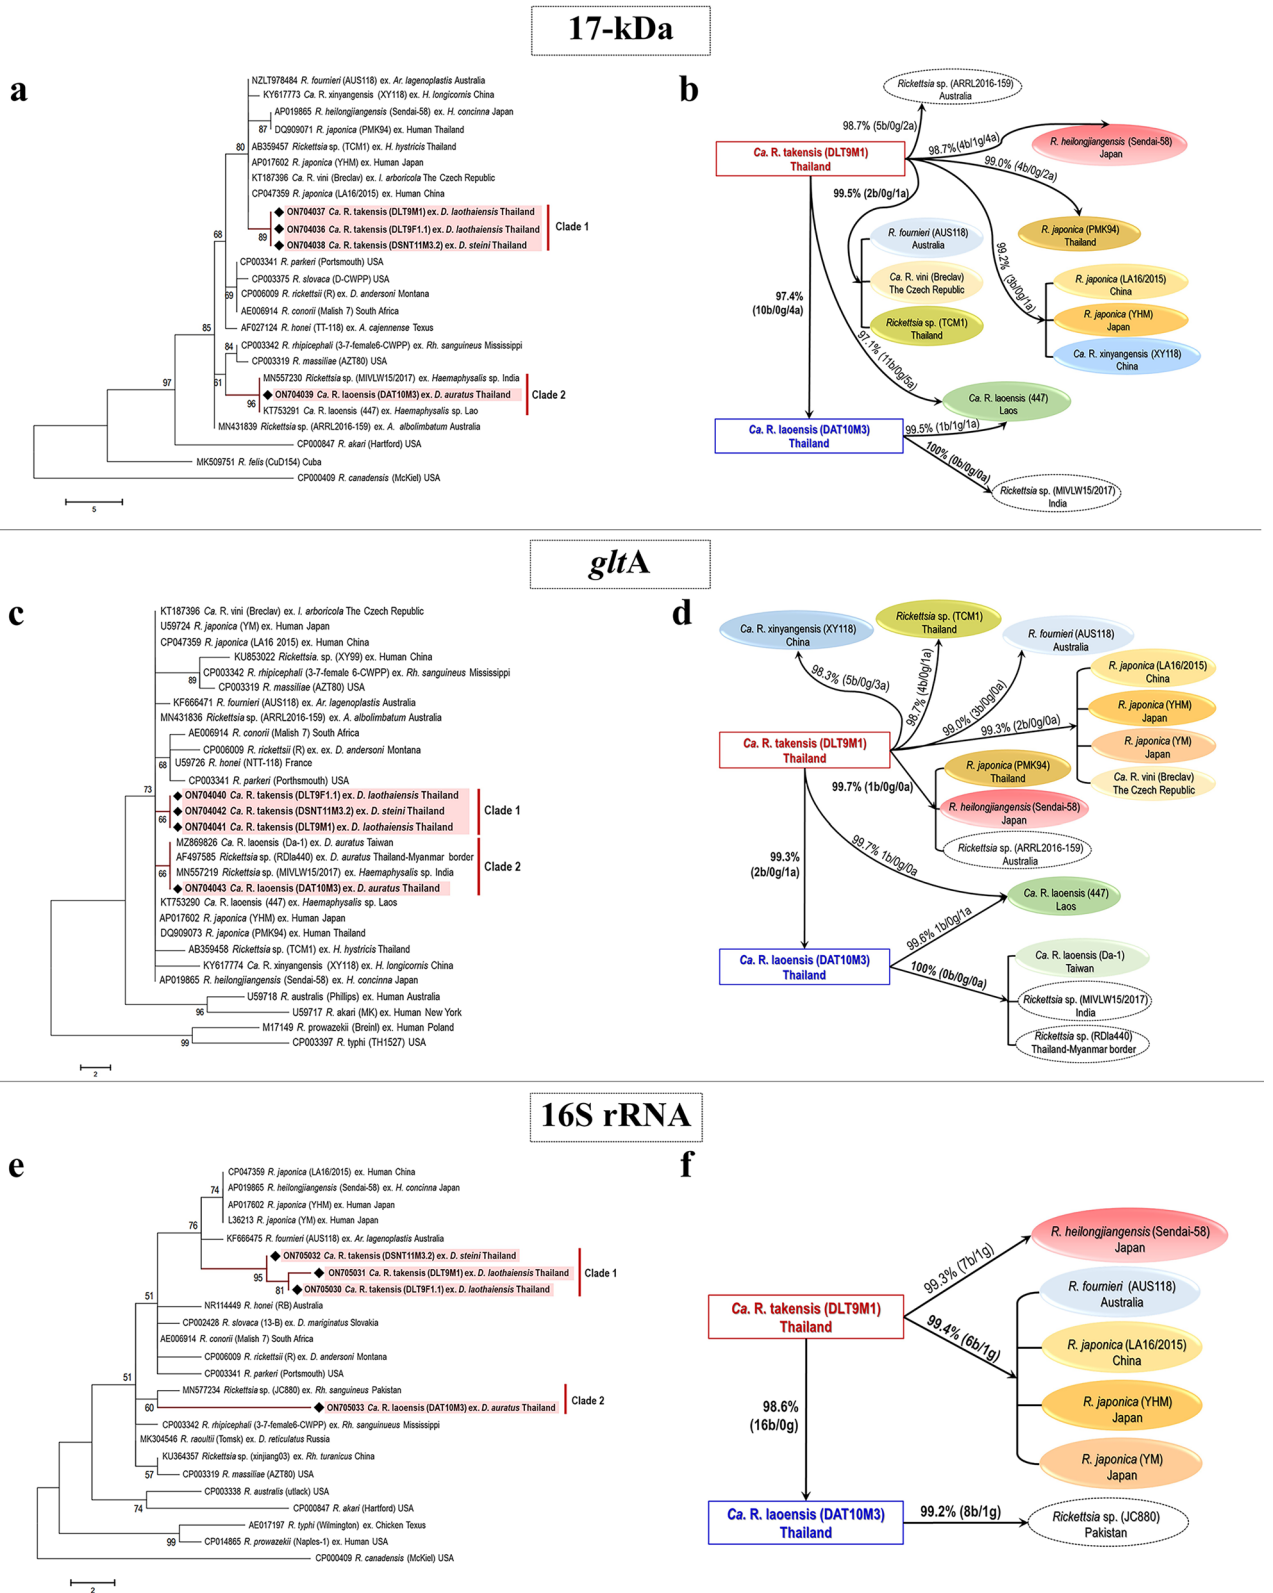 17-kDa
a
NZLT978484 R. fournieri (AUS118) ex. Ar. lagenoplastis Australia
KY617773 Ca. R. xinyangensis (XY118) ex. H. longicornis China
AP019865 R. heilongjiangensis (Sendai-58) ex. H. concinna Japan
87 DQ909071 R. japonica (PMK94) ex. Human Thailand
80
AB359457 Rickettsia sp. (TCM1) ex. H. hystricis Thailand
AP017602 R. japonica (YHM) ex. Human Japan
KT187396 Ca. R. vini (Breclav) ex. I. arboricola The Czech Republic
CP047359 R. japonica (LA16/2015) ex. Human China
ON704037 Ca. R. takensis (DLT9M1) ex. D. laothaiensis Thailand
ON704036 Ca. R. takensis (DLT9F1.1) ex. D. laothaiensis Thailand
Clade 1
68
89
ON704038 Ca. R. takensis (DSNT11M3.2) ex. D. steini Thailand
CP003341 R. parkeri (Portsmouth) USA
CP003375 R. slovaca (D-CWPP) USA
69 CP006009 R. rickettsii (R) ex. D. andersoni Montana
AE006914 R. conorii (Malish 7) South Africa
85
AF027124 R. honei (TT-118) ex. A. cajennense Texus
84 CP003342 R. rhipicephali (3-7-female6-CWPP) ex. Rh. sanguineus Mississippi
CP003319 R. massiliae (AZT80) USA
97
61
MN557230 Rickettsia sp. (MIVLW15/2017) ex. Haemaphysalis sp. India
ON704039 Ca. R. laoensis (DAT10M3) ex. D. auratus Thailand
Clade 2
96
KT753291 Ca. R. laoensis (447) ex. Haemaphysalis sp. Lao
MN431839 Rickettsia sp. (ARRL2016-159) ex. A. albolimbatum Australia
CP000847 R. akari (Hartford) USA
MK509751 R. felis (CuD154) Cuba
CP000409 R. canadensis (McKiel) USA
5
b
Rickettsia sp. (ARRL2016-159)
Australia
98.7% (5b/0g/2a)
Ca. R. takensis (DLT9M1)
Thailand
98.7%(4b/1g/4a)
R. heilongjiangensis (Sendai-58)
Japan
99.0% (4b/0g/2a)
99.5% (2b/0g/1a)
R. japonica (PMK94)
Thailand
R. fournieri (AUS118)
Australia
99.2% (3b/0g/1a)
Ca. R. vini (Breclav)
The Czech Republic
R. japonica (LA16/2015)
China
97.4%
(10b/0g/4a)
Rickettsia sp. (TCM1)
Thailand
R. japonica (YHM)
Japan
97.1% (11b/0g/5a)
Ca. R. xinyangensis (XY118)
China
Ca. R. laoensis (447)
Laos
Ca. R. laoensis (DAT10M3)
Thailand
99.5% (1b/1g/1a)
100% (0b/0g/0a)
Rickettsia sp. (MIVLW15/2017)
India
gltA
c
KT187396 Ca. R. vini (Breclav) ex. I. arboricola The Czech Republic
U59724 R. japonica (YM) ex. Human Japan
CP047359 R. japonica (LA16 2015) ex. Human China
KU853022 Rickettsia. sp. (XY99) ex. Human China
CP003342 R. rhipicephali (3-7-female 6-CWPP) ex. Rh. sanguineus Mississippi
89
CP003319 R. massiliae (AZT80) USA
KF666471 R. fournieri (AUS118) ex. Ar. lagenoplastis Australia
MN431836 Rickettsia sp. (ARRL2016-159) ex. A. albolimbatum Australia
AE006914 R. conorii (Malish 7) South Africa
CP006009 R. rickettsii (R) ex. ex. D. andersoni Montana
68 U59726 R. honei (NTT-118) France
CP003341 R. parkeri (Portsmouth) USA
73
ON704040 Ca. R. takensis (DLT9F1.1) ex. D. laothaiensis Thailand
ON704042 Ca. R. takensis (DSNT11M3.2) ex. D. steini Thailand
Clade 1
66
ON704041 Ca. R. takensis (DLT9M1) ex. D. laothaiensis Thailand
MZ869826 Ca. R. laoensis (Da-1) ex. D. auratus Taiwan
AF497585 Rickettsia sp. (RDla440) ex. D. auratus Thailand-Myanmar border
Clade 2
66
MN557219 Rickettsia sp. (MIVLW15/2017) ex. Haemaphysalis sp. India
ON704043 Ca. R. laoensis (DAT10M3) ex. D. auratus Thailand
KT753290 Ca. R. laoensis (447) ex. Haemaphysalis sp. Laos
AP017602 R. japonica (YHM) ex. Human Japan
DQ909073 R. japonica (PMK94) ex. Human Thailand
AB359458 Rickettsia sp. (TCM1) ex. H. hystricis Thailand
KY617774 Ca. R. xinyangensis (XY118) ex. H. longicornis China
AP019865 R. heilongjiangensis (Sendai-58) ex. H. concinna Japan
U59718 R. australis (Phillips) ex. Human Australia
96
U59717 R. akari (MK) ex. Human New York
M17149 R. prowazekii (Breinl) ex. Human Poland
99
CP003397 R. typhi (TH1527) USA
2
d
Ca. R. xinyangensis (XY118)
China
Rickettsia sp. (TCM1)
Thailand
R. fournieri (AUS118)
Australia
98.3% (5b/0g/3a)
98.7% (4b/0g/1a)
99.0% (3b/0g/0a)
99.3% (2b/0g/0a)
R. japonica (LA16/2015)
China
R. japonica (YHM)
Japan
Ca. R. takensis (DLT9M1)
Thailand
R. japonica (YM)
Japan
R. japonica (PMK94)
Thailand
Ca. R. vini (Breclav)
The Czech Republic
99.7% (1b/0g/0a)
R. heilongjiangensis (Sendai-58)
Japan
Rickettsia sp. (ARRL2016-159)
Australia
99.3%
(2b/0g/1a)
99.7% 1b/0g/0a
Ca. R. laoensis (447)
Laos
99.6% 1b/0g/1a
Ca. R. laoensis (DAT10M3)
Thailand
100% (0b/0g/0a)
Ca. R. laoensis (Da-1)
Taiwan
Rickettsia sp. (MIVLW15/2017)
India
Rickettsia sp. (RDla440)
Thailand-Myanmar border
16S rRNA
e
CP047359 R. japonica (LA16/2015) ex. Human China
74
AP019865 R. heilongjiangensis (Sendai-58) ex. H. concinna Japan
AP017602 R. japonica (YHM) ex. Human Japan
76
L36213 R. japonica (YM) ex. Human Japan
KF666475 R. fournieri (AUS118) ex. Ar. lagenoplastis Australia
ON705032 Ca. R. takensis (DSNT11M3.2) ex. D. steini Thailand
95
ON705031 Ca. R. takensis (DLT9M1) ex. D. laothaiensis Thailand
Clade 1
81
ON705030 Ca. R. takensis (DLT9F1.1) ex. D. laothaiensis Thailand
51
NR114449 R. honei (RB) Australia
CP002428 R. slovaca (13-B) ex. D. mariginatus Slovakia
AE006914 R. conorii (Malish 7) South Africa
CP006009 R. rickettsii (R) ex. D. andersoni Montana
CP003341 R. parkeri (Portsmouth) USA
51
MN577234 Rickettsia sp. (JC880) ex. Rh. sanguineus Pakistan
60
ON705033 Ca. R. laoensis (DAT10M3) ex. D. auratus Thailand
Clade 2
CP003342 R. rhipicephali (3-7-female6-CWPP) ex. Rh. sanguineueus Mississippi
MK304546 R. raoultii (Tomsk) ex. D. reticulatus Russia
KU364357 Rickettsia sp. (xinjiang03) ex. Rh. turanicus China
57
CP003319 R. massiliae (AZT80) USA
CP003338 R. australis (utlack) USA
74
CP000847 R. akari (Hartford) USA
AE017197 R. typhi (Wilmington) ex. Chicken Texus
99
CP014865 R. prowazekii (Naples-1) ex. Human USA
CP000409 R. canadensis (McKiel) USA
2
f
R. heilongjiangensis (Sendai-58)
Japan
99.3% (7b/1g)
R. fournieri (AUS118)
Australia
Ca. R. takensis (DLT9M1)
Thailand
99.4% (6b/1g)
R. japonica (LA16/2015)
China
98.6%
(16b/0g)
R. japonica (YHM)
Japan
R. japonica (YM)
Japan
Ca. R. laoensis (DAT10M3)
Thailand
99.2% (8b/1g)
Rickettsia sp. (JC880)
Pakistan